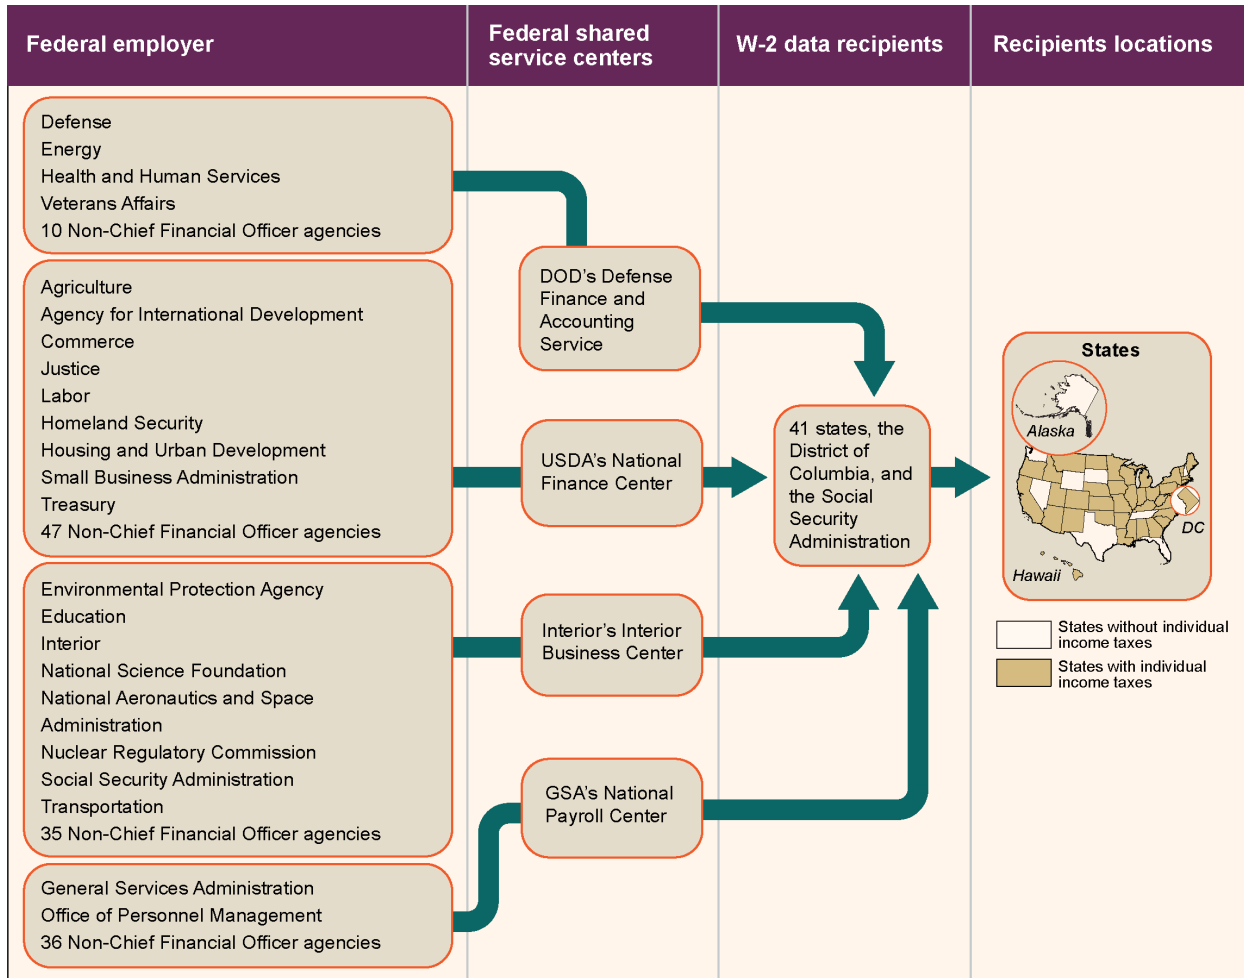 Federal employer
Federal shared
service centers
W-2 data recipients
Recipients locations
Defense
Energy
Health and Human Services
Veterans Affairs
10 Non-Chief Financial Officer agencies
Agriculture
Agency for International Development
Commerce
Justice
Labor
Homeland Security
Housing and Urban Development
Small Business Administration
Treasury
47 Non-Chief Financial Officer agencies
Environmental Protection Agency
Education
Interior
National Science Foundation
National Aeronautics and Space
Administration
Nuclear Regulatory Commission
Social Security Administration
Transportation
35 Non-Chief Financial Officer agencies
General Services Administration
Office of Personnel Management
36 Non-Chief Financial Officer agencies
DOD's Defense
Finance and
Accounting
Service
USDA's National
Finance Center
Interior's Interior
Business Center
GSA's National
Payroll Center
41 states, the
District of
Columbia, and
the Social
Security
Administration
States
Alaska
DC
Hawaii
States without individual
income taxes
States with individual
income taxes